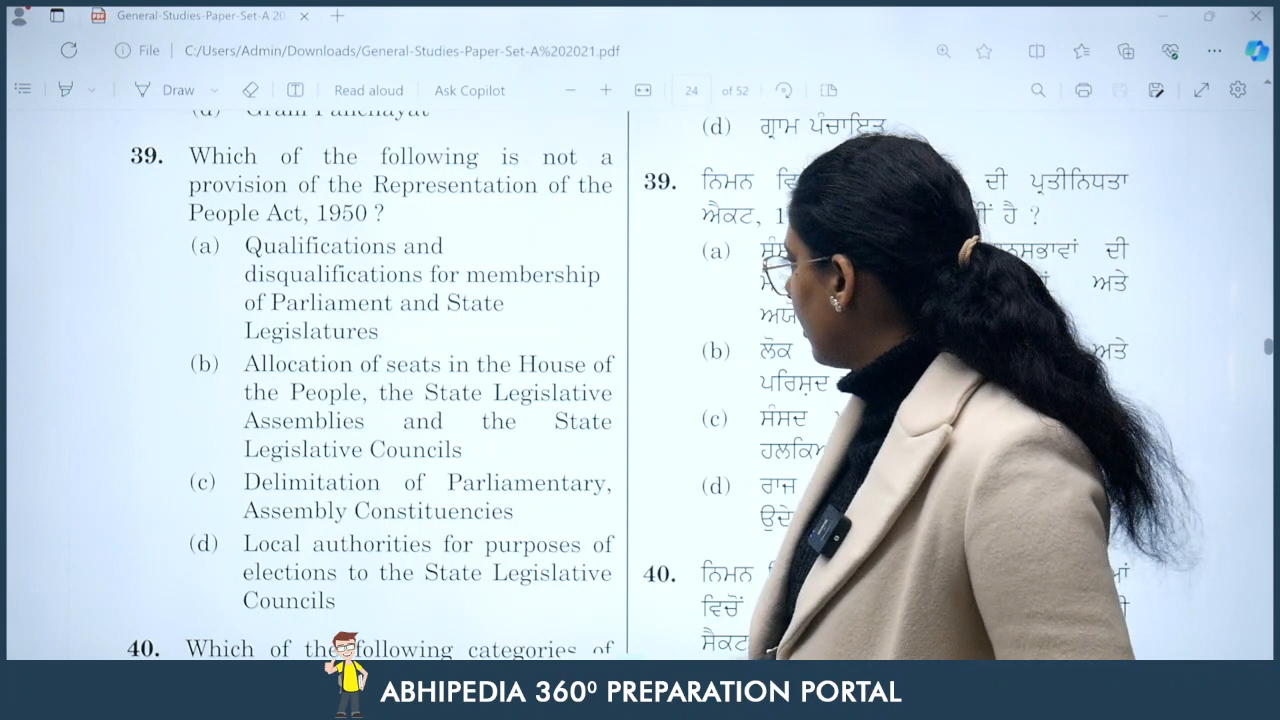 General-Studies-Paper-Set-A 20
File
C:/Users/Admin/Downloads/General-Studies-Paper-Set-A%202021.pdf
Draw
Read aloud
Ask Copilot
24
of 52
(d) Gram Panchayat
39. Which of the following is not a
provision of the Representation of the
People Act, 1950 ?
(a) Qualifications and
disqualifications for membership
of Parliament and State
Legislatures
(b) Allocation of seats in the House of
the People, the State Legislative
Assemblies and the State
Legislative Councils
(c) Delimitation of Parliamentary,
Assembly Constituencies
(d) Local authorities for purposes of
elections to the State Legislative
Councils
40. Which of the following categories of
(d) ਗ੍ਰਾਮ ਪੰਚਾਇਤ
39. ਨਿਮਨ ਦੀ ਪ੍ਰਤੀਨਿਧਤਾ
ਐਕਟ, ਹੈ ?
(a) ਦੀ
ਅਤੇ
(b) ਲੋਕ ਅਤੇ
ਪਰਿਸ਼ਦ
(c) ਸੰਸਦ
(d) ਰਾਜ
40. ਨਿਮਨ
ਵਿਚੋਂ
ABHIPEDIA 360⁰ PREPARATION PORTAL